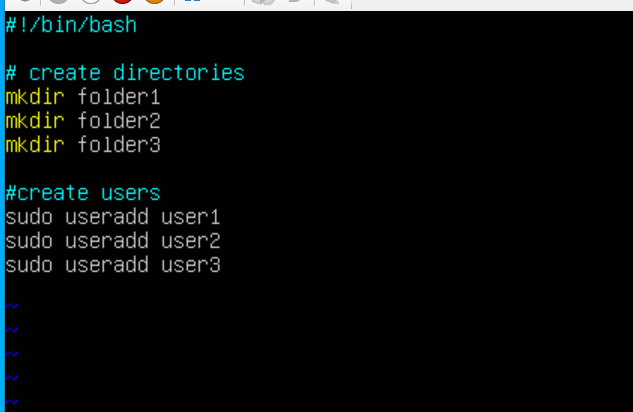 #!/bin/bash
# create directories
mkdir folder1
mkdir folder2
mkdir folder3
#create users
sudo useradd user1
sudo useradd user2
sudo useradd user3
~
~
~
~
~